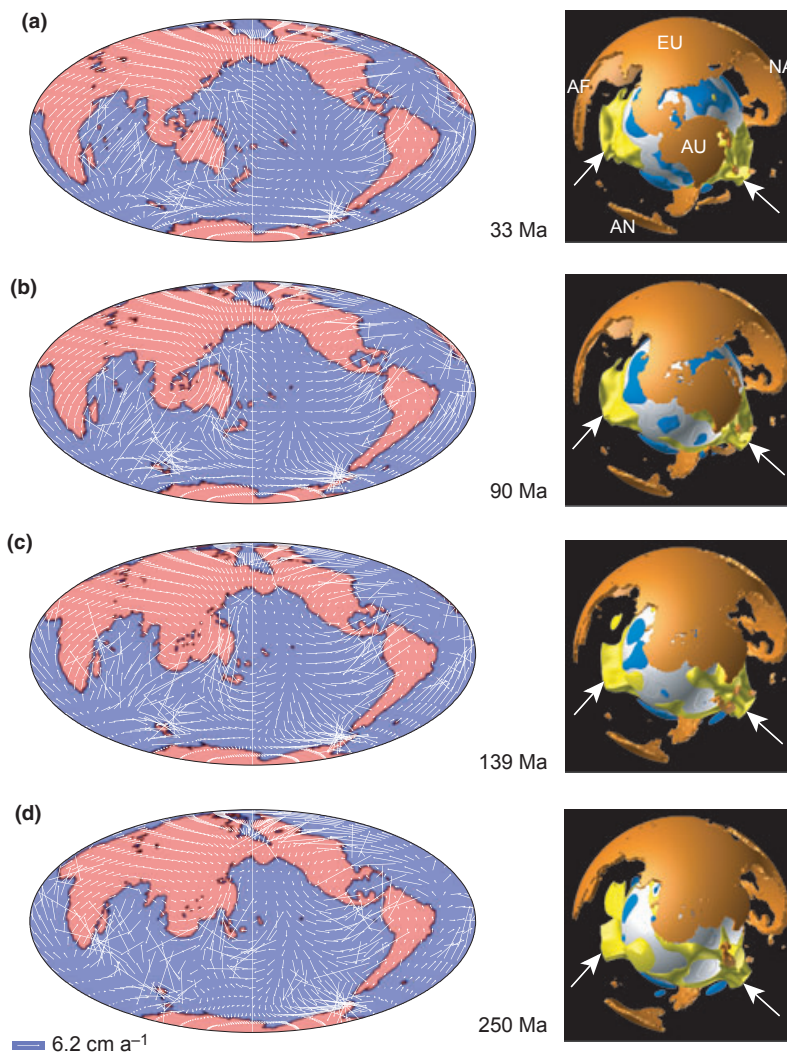 (a)
EU
NA
AF
AU
AN
33 Ma
(b)
90 Ma
(c)
139 Ma
(d)
250 Ma
6.2 cm a⁻¹